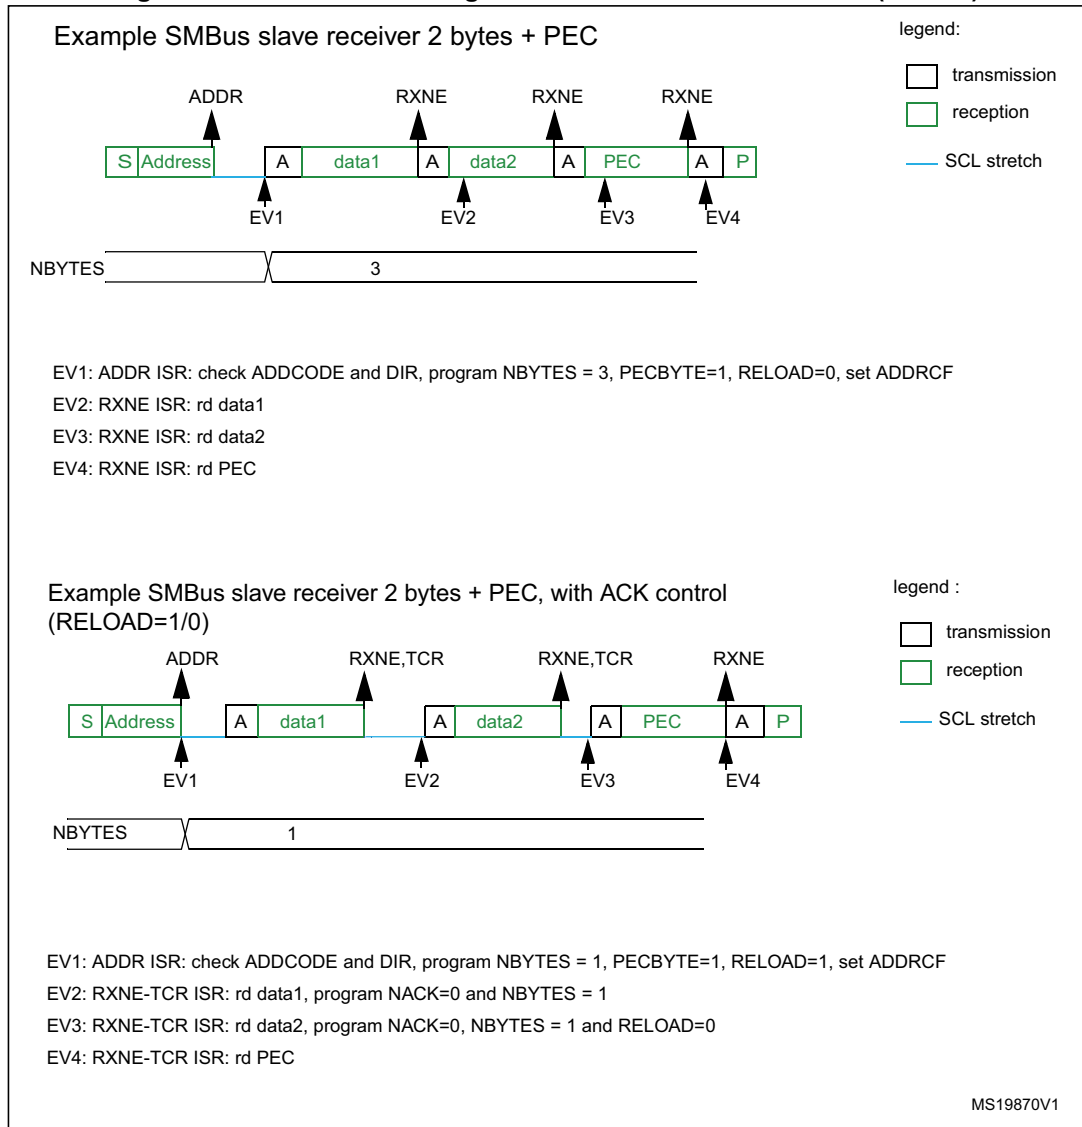 Example SMBus slave receiver 2 bytes + PEC
legend:
transmission
reception
SCL stretch
ADDR RXNE RXNE RXNE
S Address A data1 A data2 A PEC A P
EV1 EV2 EV3 EV4
NBYTES 3
EV1: ADDR ISR: check ADDCODE and DIR, program NBYTES = 3, PECBYTE=1, RELOAD=0, set ADDRCF
EV2: RXNE ISR: rd data1
EV3: RXNE ISR: rd data2
EV4: RXNE ISR: rd PEC
Example SMBus slave receiver 2 bytes + PEC, with ACK control
(RELOAD=1/0)
legend :
transmission
reception
SCL stretch
ADDR RXNE,TCR RXNE,TCR RXNE
S Address A data1 A data2 A PEC A P
EV1 EV2 EV3 EV4
NBYTES 1
EV1: ADDR ISR: check ADDCODE and DIR, program NBYTES = 1, PECBYTE=1, RELOAD=1, set ADDRCF
EV2: RXNE-TCR ISR: rd data1, program NACK=0 and NBYTES = 1
EV3: RXNE-TCR ISR: rd data2, program NACK=0, NBYTES = 1 and RELOAD=0
EV4: RXNE-TCR ISR: rd PEC
MS19870V1